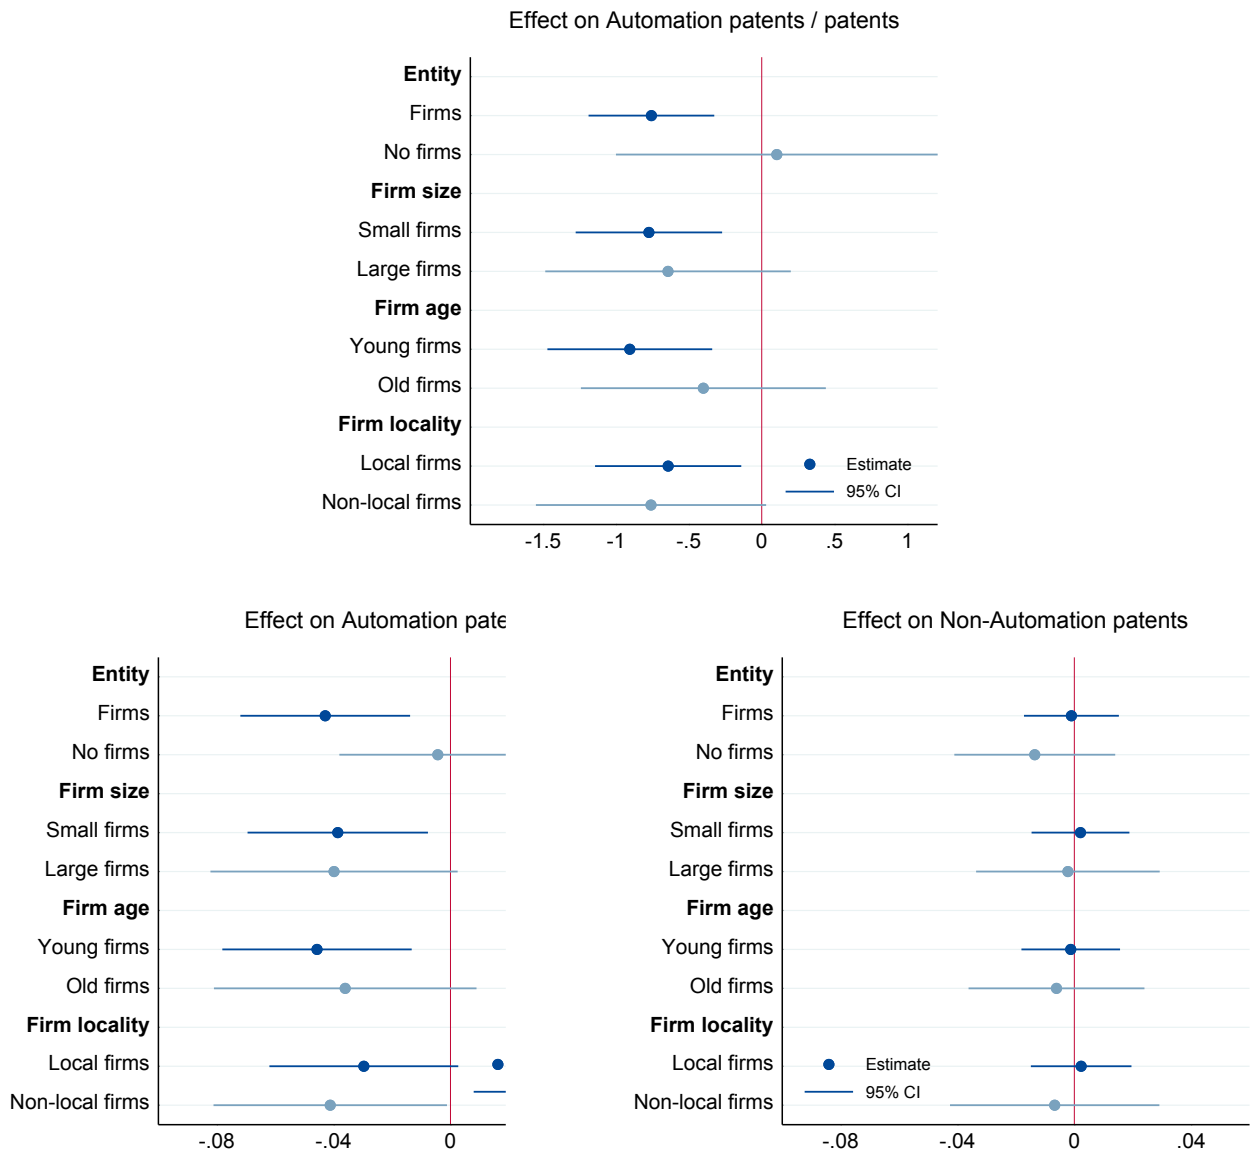 Effect on Automation patents / patents
Entity
Firms
No firms
Firm size
Small firms
Large firms
Firm age
Young firms
Old firms
Firm locality
Local firms
Non-local firms
Estimate
95% CI
-1.5 -1 -.5 0 .5 1
Effect on Automation pate
Entity
Firms
No firms
Firm size
Small firms
Large firms
Firm age
Young firms
Old firms
Firm locality
Local firms
Non-local firms
-.08 -.04 0
Effect on Non-Automation patents
Entity
Firms
No firms
Firm size
Small firms
Large firms
Firm age
Young firms
Old firms
Firm locality
Local firms
Non-local firms
Estimate
95% CI
-.08 -.04 0 .04